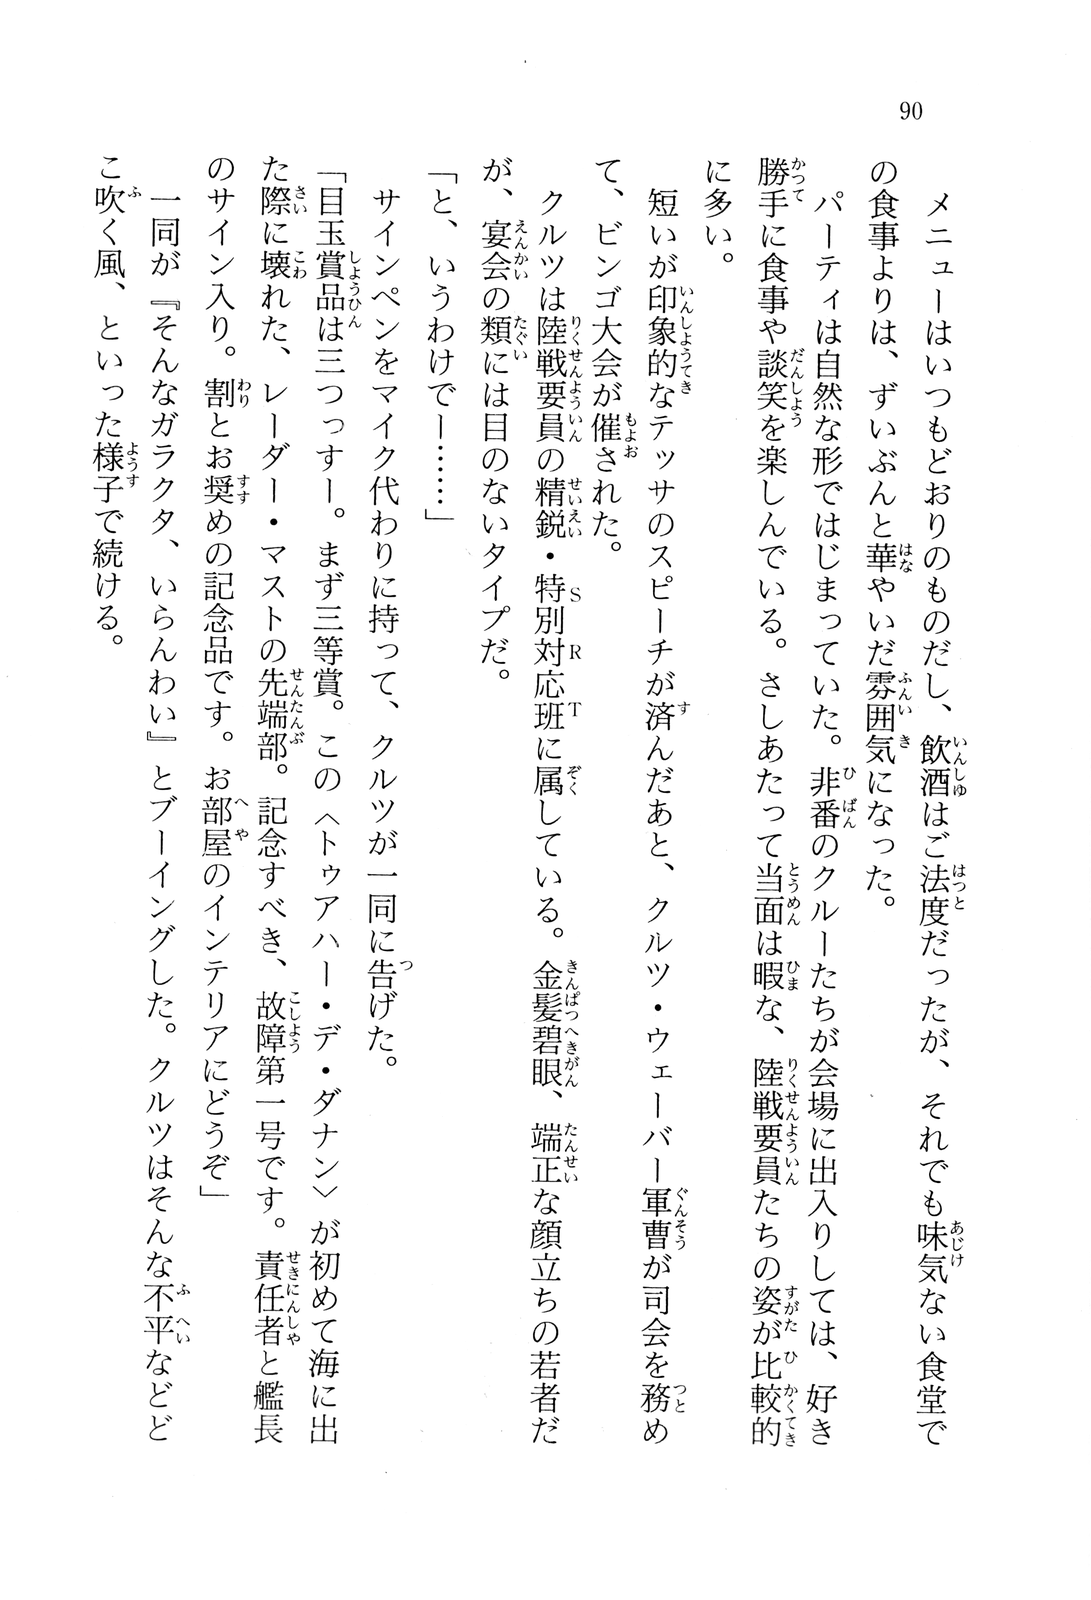 90
メニューはいつもどおりのものだし、飲酒はご法度だったが、それでも味気ない食堂で
の食事よりは、ずいぶんと華やいだ雰囲気になった。
パーティは自然な形ではじまっていた。非番のクルーたちが会場に出入りしては、好き
勝手に食事や談笑を楽しんでいる。さしあたって当面は暇な、陸戦要員たちの姿が比較的
に多い。
短いが印象的なテッサのスピーチが済んだあと、クルツ・ウェーバー軍曹が司会を務め
て、ビンゴ大会が催された。
クルツは陸戦要員の精鋭・特別対応班に属している。金髪碧眼、端正な顔立ちの若者だ
が、宴会の類には目のないタイプだ。
「と、いうわけでー……」
サインペンをマイク代わりに持って、クルツが一同に告げた。
「目玉賞品は三つっすー。まず三等賞。この〈トゥアハー・デ・ダナン〉が初めて海に出
た際に壊れた、レーダー・マストの先端部。記念すべき、故障第一号です。責任者と艦長
のサイン入り。割とお奨めの記念品です。お部屋のインテリアにどうぞ」
一同が『そんなガラクタ、いらんわい』とブーイングした。クルツはそんな不平などど
こ吹く風、といった様子で続ける。